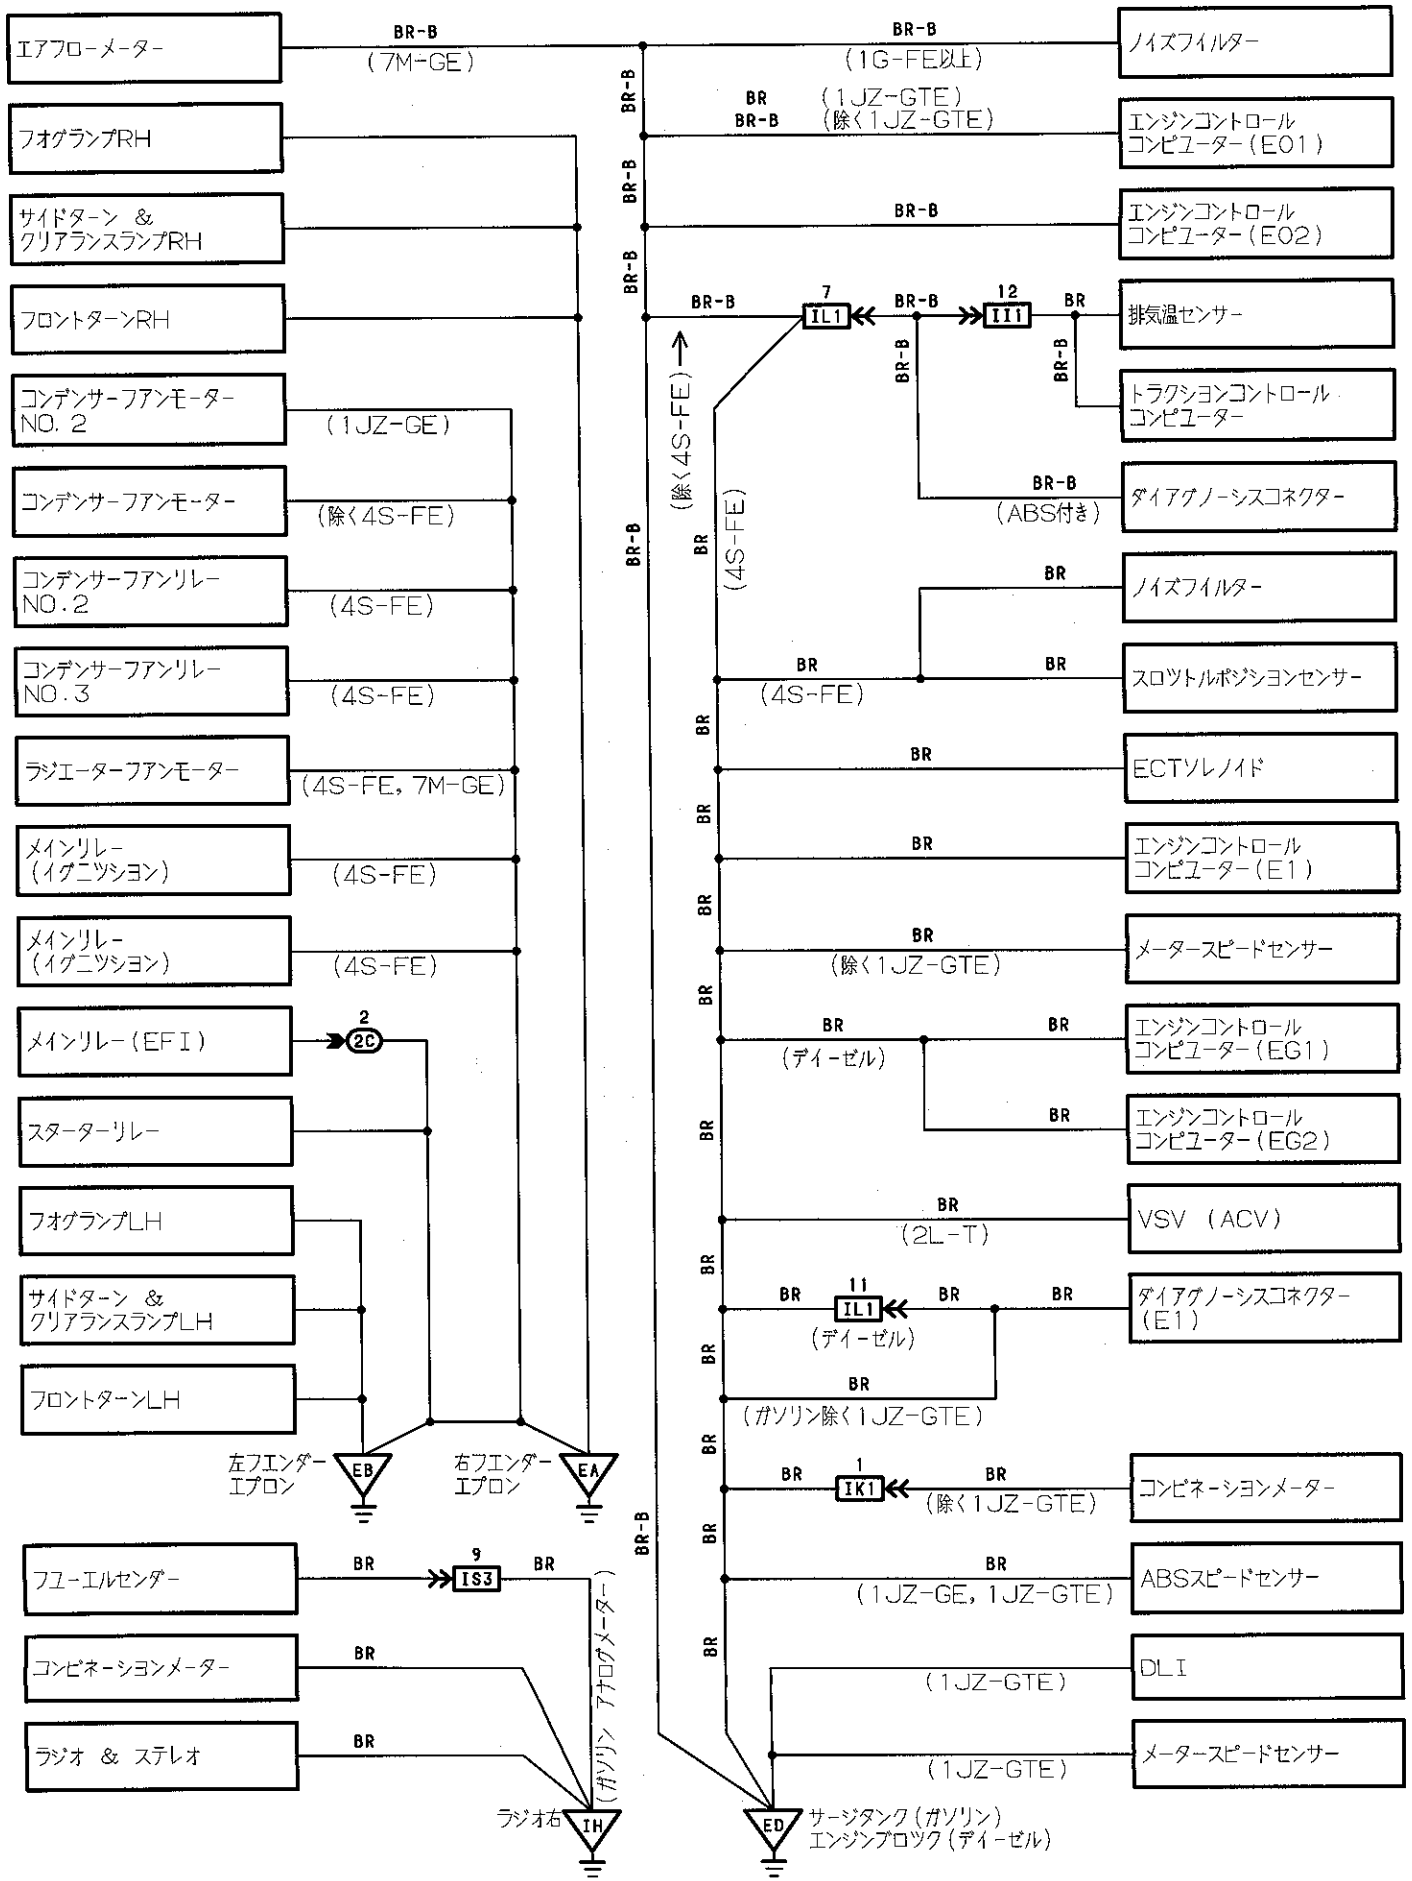 エアフローメーター
BR-B
(7M-GE)
BR-B
(1G-FE以上)
ノイズフィルター
BR-B
フオグランプRH
BR
(1JZ-GTE)
BR-B
(除く1JZ-GTE)
エンジンコントロール
コンピユーター(E01)
BR-B
サイドターン &
クリアランスランプRH
BR-B
エンジンコントロール
コンピユーター(E02)
BR-B
フロントターンRH
BR-B
7
IL1
BR-B
12
II1
BR
排気温センサー
BR-B
BR-B
(除く4S-FE)
コンデンサーフアンモーター
NO.2
(1JZ-GE)
トラクションコントロール
コンピユーター
コンデンサーフアンモーター
(除く4S-FE)
BR-B
(ABS付き)
ダイアグノーシスコネクター
BR-B
BR
(4S-FE)
コンデンサーフアンリレー
NO.2
(4S-FE)
BR
ノイズフィルター
コンデンサーフアンリレー
NO.3
(4S-FE)
BR
(4S-FE)
BR
スロツトルポジションセンサー
BR
ラジエーターフアンモーター
(4S-FE, 7M-GE)
BR
ECTソレノイド
BR
メインリレー
(イグニツション)
(4S-FE)
BR
エンジンコントロール
コンピユーター(E1)
BR
メインリレー
(イグニツション)
(4S-FE)
BR
(除く1JZ-GTE)
メータースピードセンサー
BR
メインリレー(EFI)
2
2C
BR
(デイーゼル)
BR
エンジンコントロール
コンピユーター(EG1)
スターターリレー
BR
BR
エンジンコントロール
コンピユーター(EG2)
フオグランプLH
BR
(2L-T)
VSV (ACV)
BR
サイドターン &
クリアランスランプLH
BR
11
IL1
(デイーゼル)
BR
BR
ダイアグノーシスコネクター
(E1)
BR
フロントターンLH
BR
(ガソリン除く1JZ-GTE)
BR
左フエンダー
エプロン
EB
右フエンダー
エプロン
EA
BR
1
IK1
BR
(除く1JZ-GTE)
コンビネーションメーター
BR-B
BR
フユーエルセンダー
BR
9
IS3
BR
(ガソリン アナログメーター)
BR
(1JZ-GE, 1JZ-GTE)
ABSスピードセンサー
BR
コンビネーションメーター
BR
(1JZ-GTE)
DLI
ラジオ & ステレオ
BR
(1JZ-GTE)
メータースピードセンサー
ラジオ右
IH
ED
サージタンク(ガソリン)
エンジンブロツク(デイーゼル)